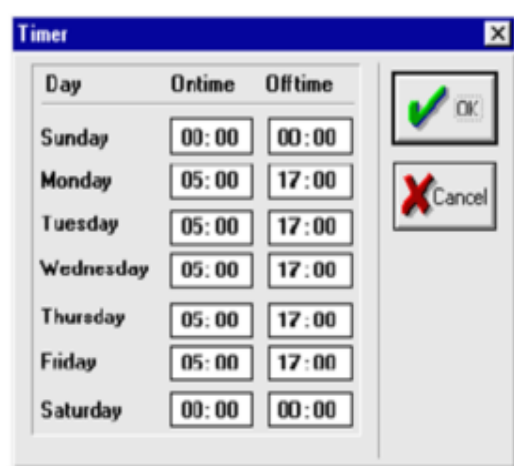 Timer
Day Ontime Offtime
OK
Sunday 00:00 00:00
Monday 05:00 17:00
Cancel
Tuesday 05:00 17:00
Wednesday 05:00 17:00
Thursday 05:00 17:00
Friday 05:00 17:00
Saturday 00:00 00:00